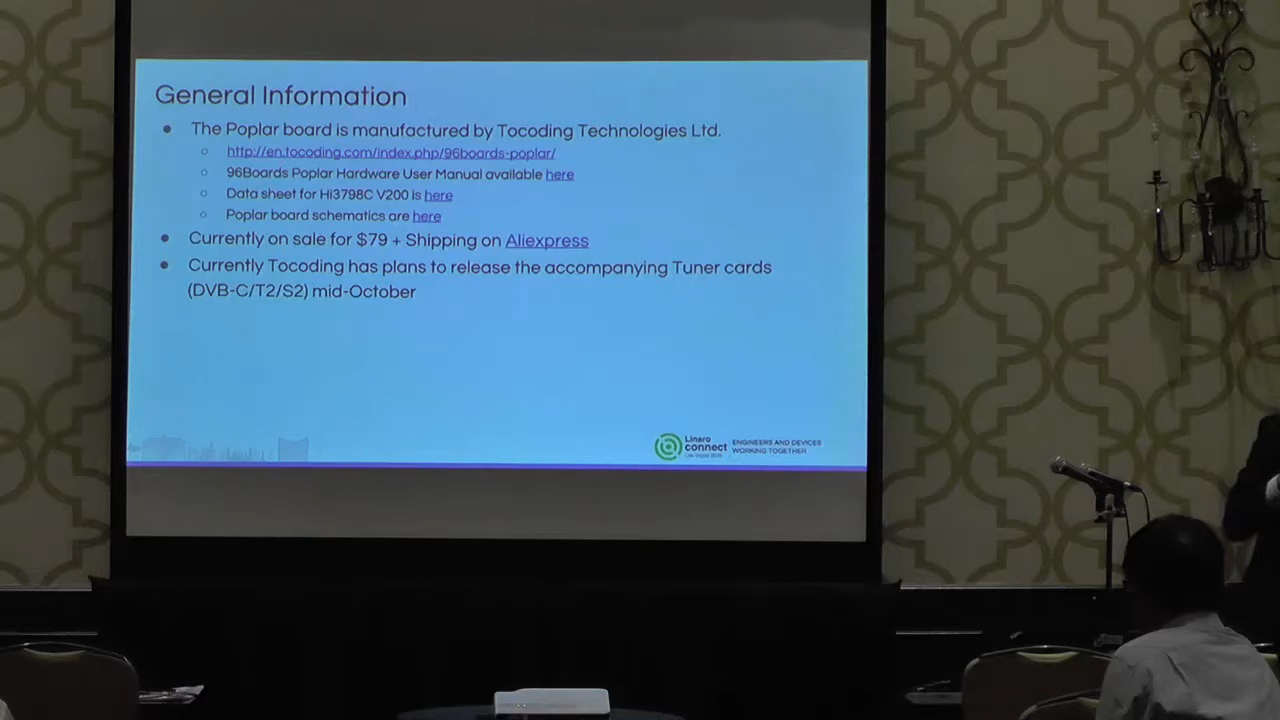 General Information
● The Poplar board is manufactured by Tocoding Technologies Ltd.
○ http://en.tocoding.com/index.php/96boards-poplar/
○ 96Boards Poplar Hardware User Manual available here
○ Data sheet for Hi3798C V200 is here
○ Poplar board schematics are here
● Currently on sale for $79 + Shipping on Aliexpress
● Currently Tocoding has plans to release the accompanying Tuner cards
(DVB-C/T2/S2) mid-October
Linaro
connect
Las Vegas 2016
ENGINEERS AND DEVICES
WORKING TOGETHER